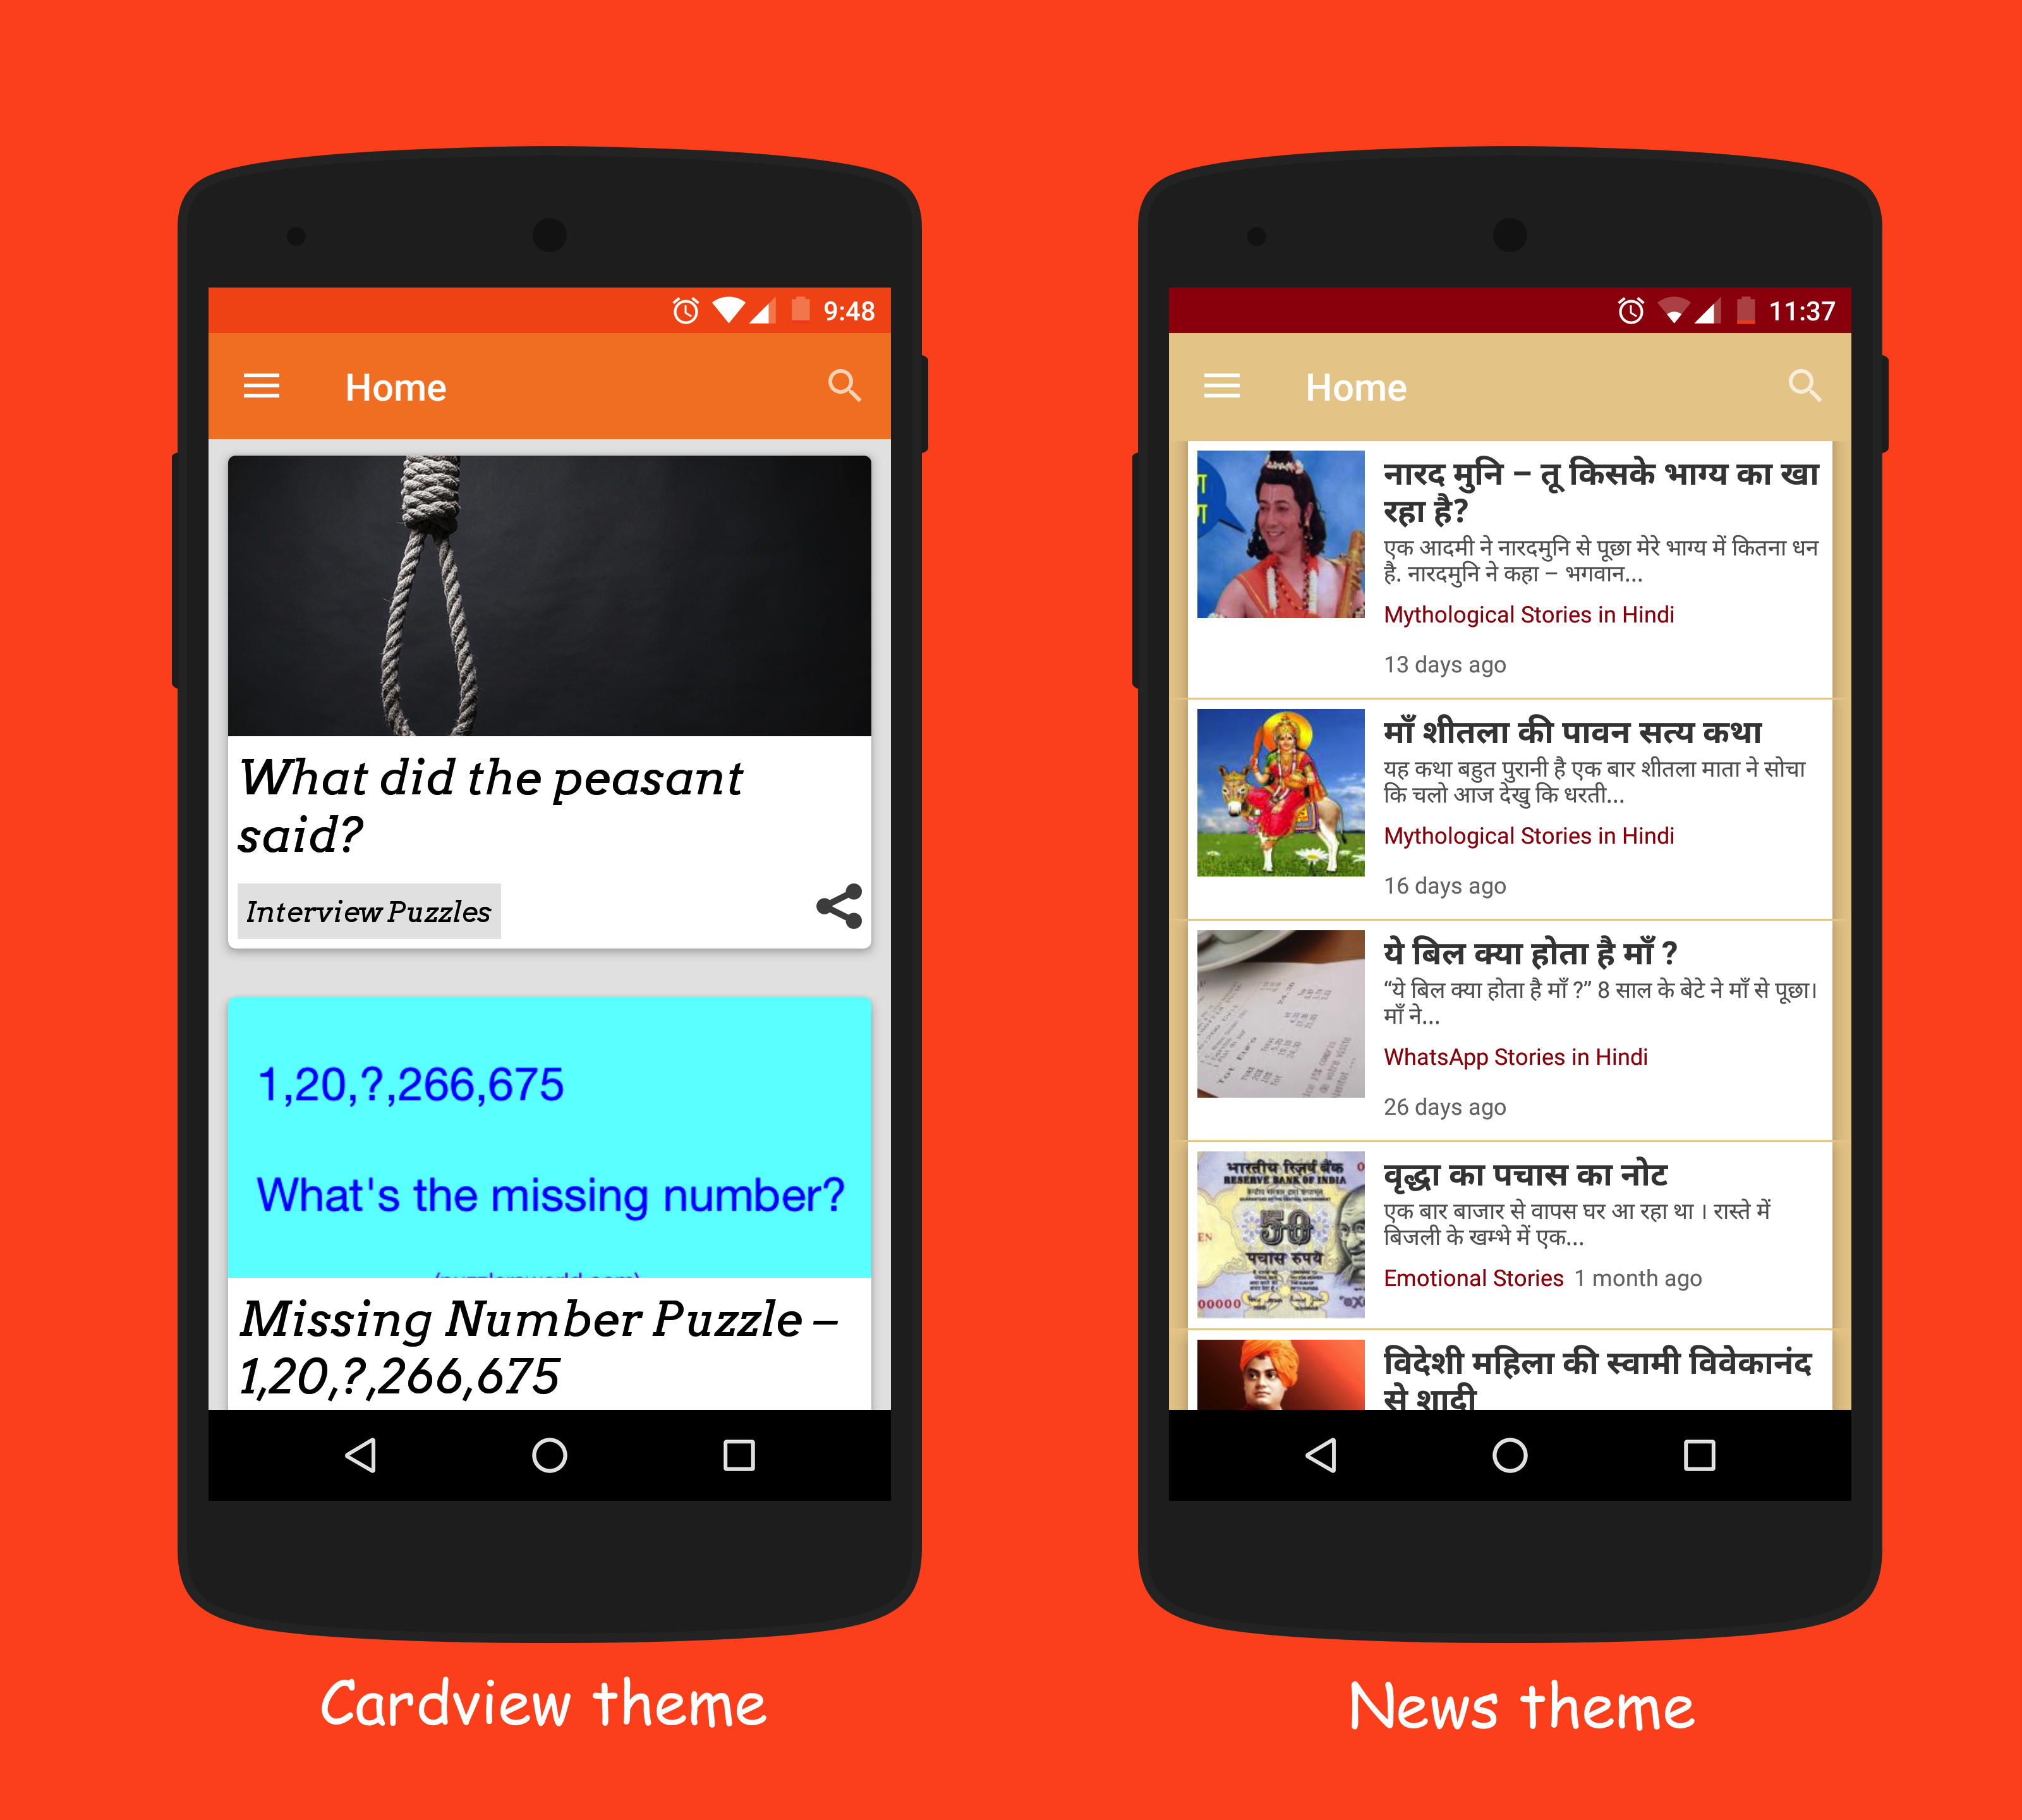 9:48
Home
What did the peasant
said?
Interview Puzzles
1,20,?,266,675
What's the missing number?
Missing Number Puzzle –
1,20,?,266,675
Cardview theme
11:37
Home
नारद मुनि – तू किसके भाग्य का खा
रहा है?
एक आदमी ने नारदमुनि से पूछा मेरे भाग्य में कितना धन
है. नारदमुनि ने कहा – भगवान...
Mythological Stories in Hindi
13 days ago
माँ शीतला की पावन सत्य कथा
यह कथा बहुत पुरानी है एक बार शीतला माता ने सोचा
कि चलो आज देखु कि धरती...
Mythological Stories in Hindi
16 days ago
ये बिल क्या होता है माँ ?
“ये बिल क्या होता है माँ ?” 8 साल के बेटे ने माँ से पूछा।
माँ ने...
WhatsApp Stories in Hindi
26 days ago
भारतीय रिज़र्व बैंक
RESERVE BANK OF INDIA
50
पचास रुपये
00000
वृद्धा का पचास का नोट
एक बार बाजार से वापस घर आ रहा था । रास्ते में
बिजली के खम्भे में एक...
Emotional Stories 1 month ago
विदेशी महिला की स्वामी विवेकानंद
से शादी
News theme